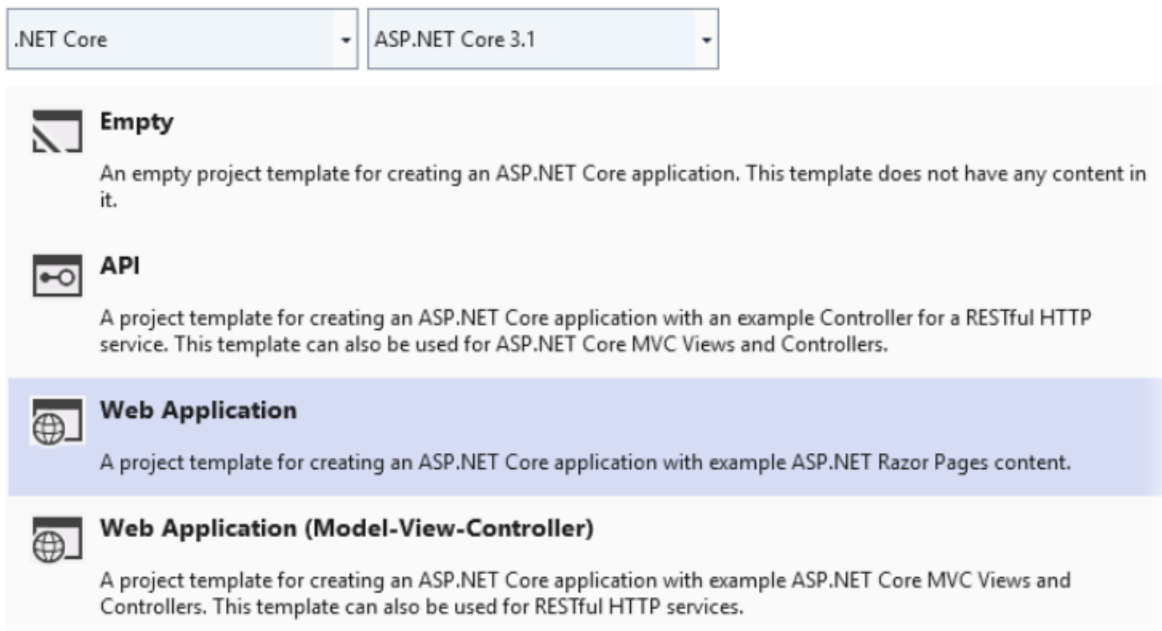 .NET Core
ASP.NET Core 3.1
Empty
An empty project template for creating an ASP.NET Core application. This template does not have any content in
it.
API
A project template for creating an ASP.NET Core application with an example Controller for a RESTful HTTP
service. This template can also be used for ASP.NET Core MVC Views and Controllers.
Web Application
A project template for creating an ASP.NET Core application with example ASP.NET Razor Pages content.
Web Application (Model-View-Controller)
A project template for creating an ASP.NET Core application with example ASP.NET Core MVC Views and
Controllers. This template can also be used for RESTful HTTP services.